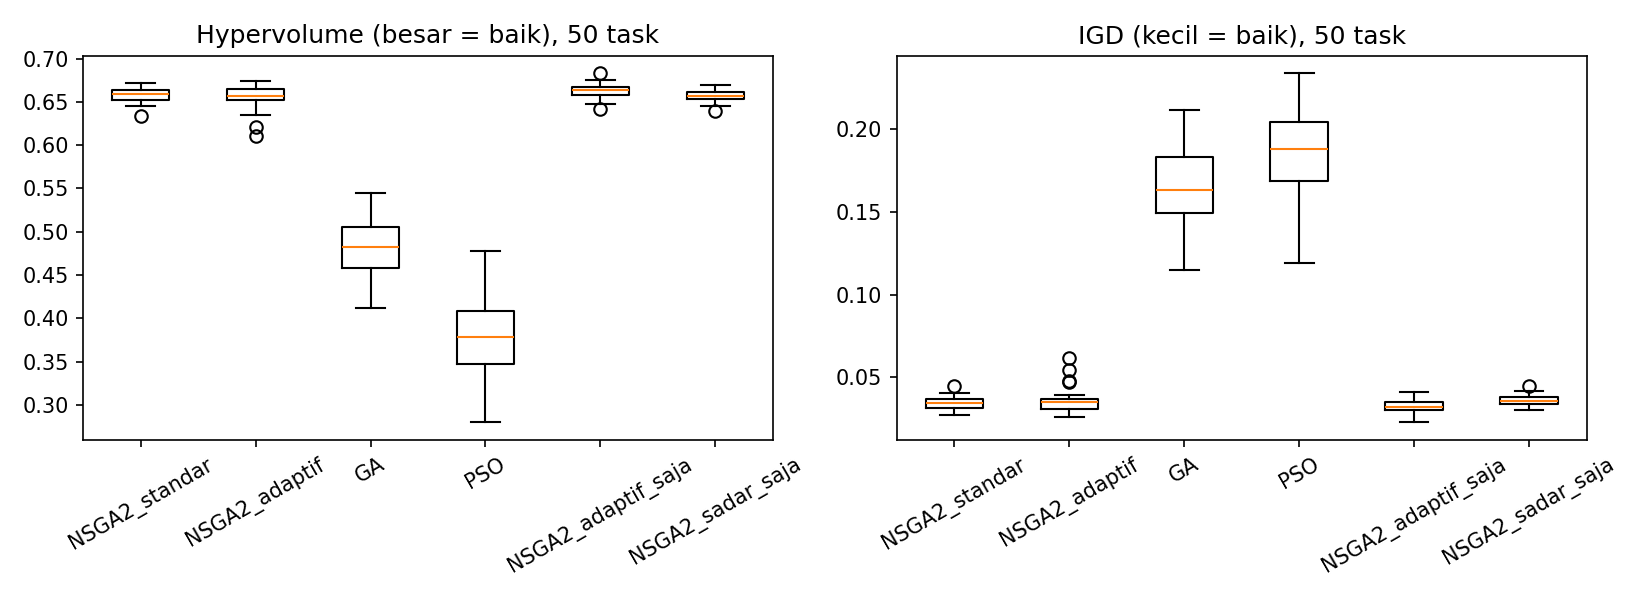 Hypervolume (besar = baik), 50 task
0.70
0.65
0.60
0.55
0.50
0.45
0.40
0.35
0.30
NSGA2_standar
NSGA2_adaptif
GA
PSO
NSGA2_adaptif_saja
NSGA2_sadar_saja
IGD (kecil = baik), 50 task
0.20
0.15
0.10
0.05
NSGA2_standar
NSGA2_adaptif
GA
PSO
NSGA2_adaptif_saja
NSGA2_sadar_saja